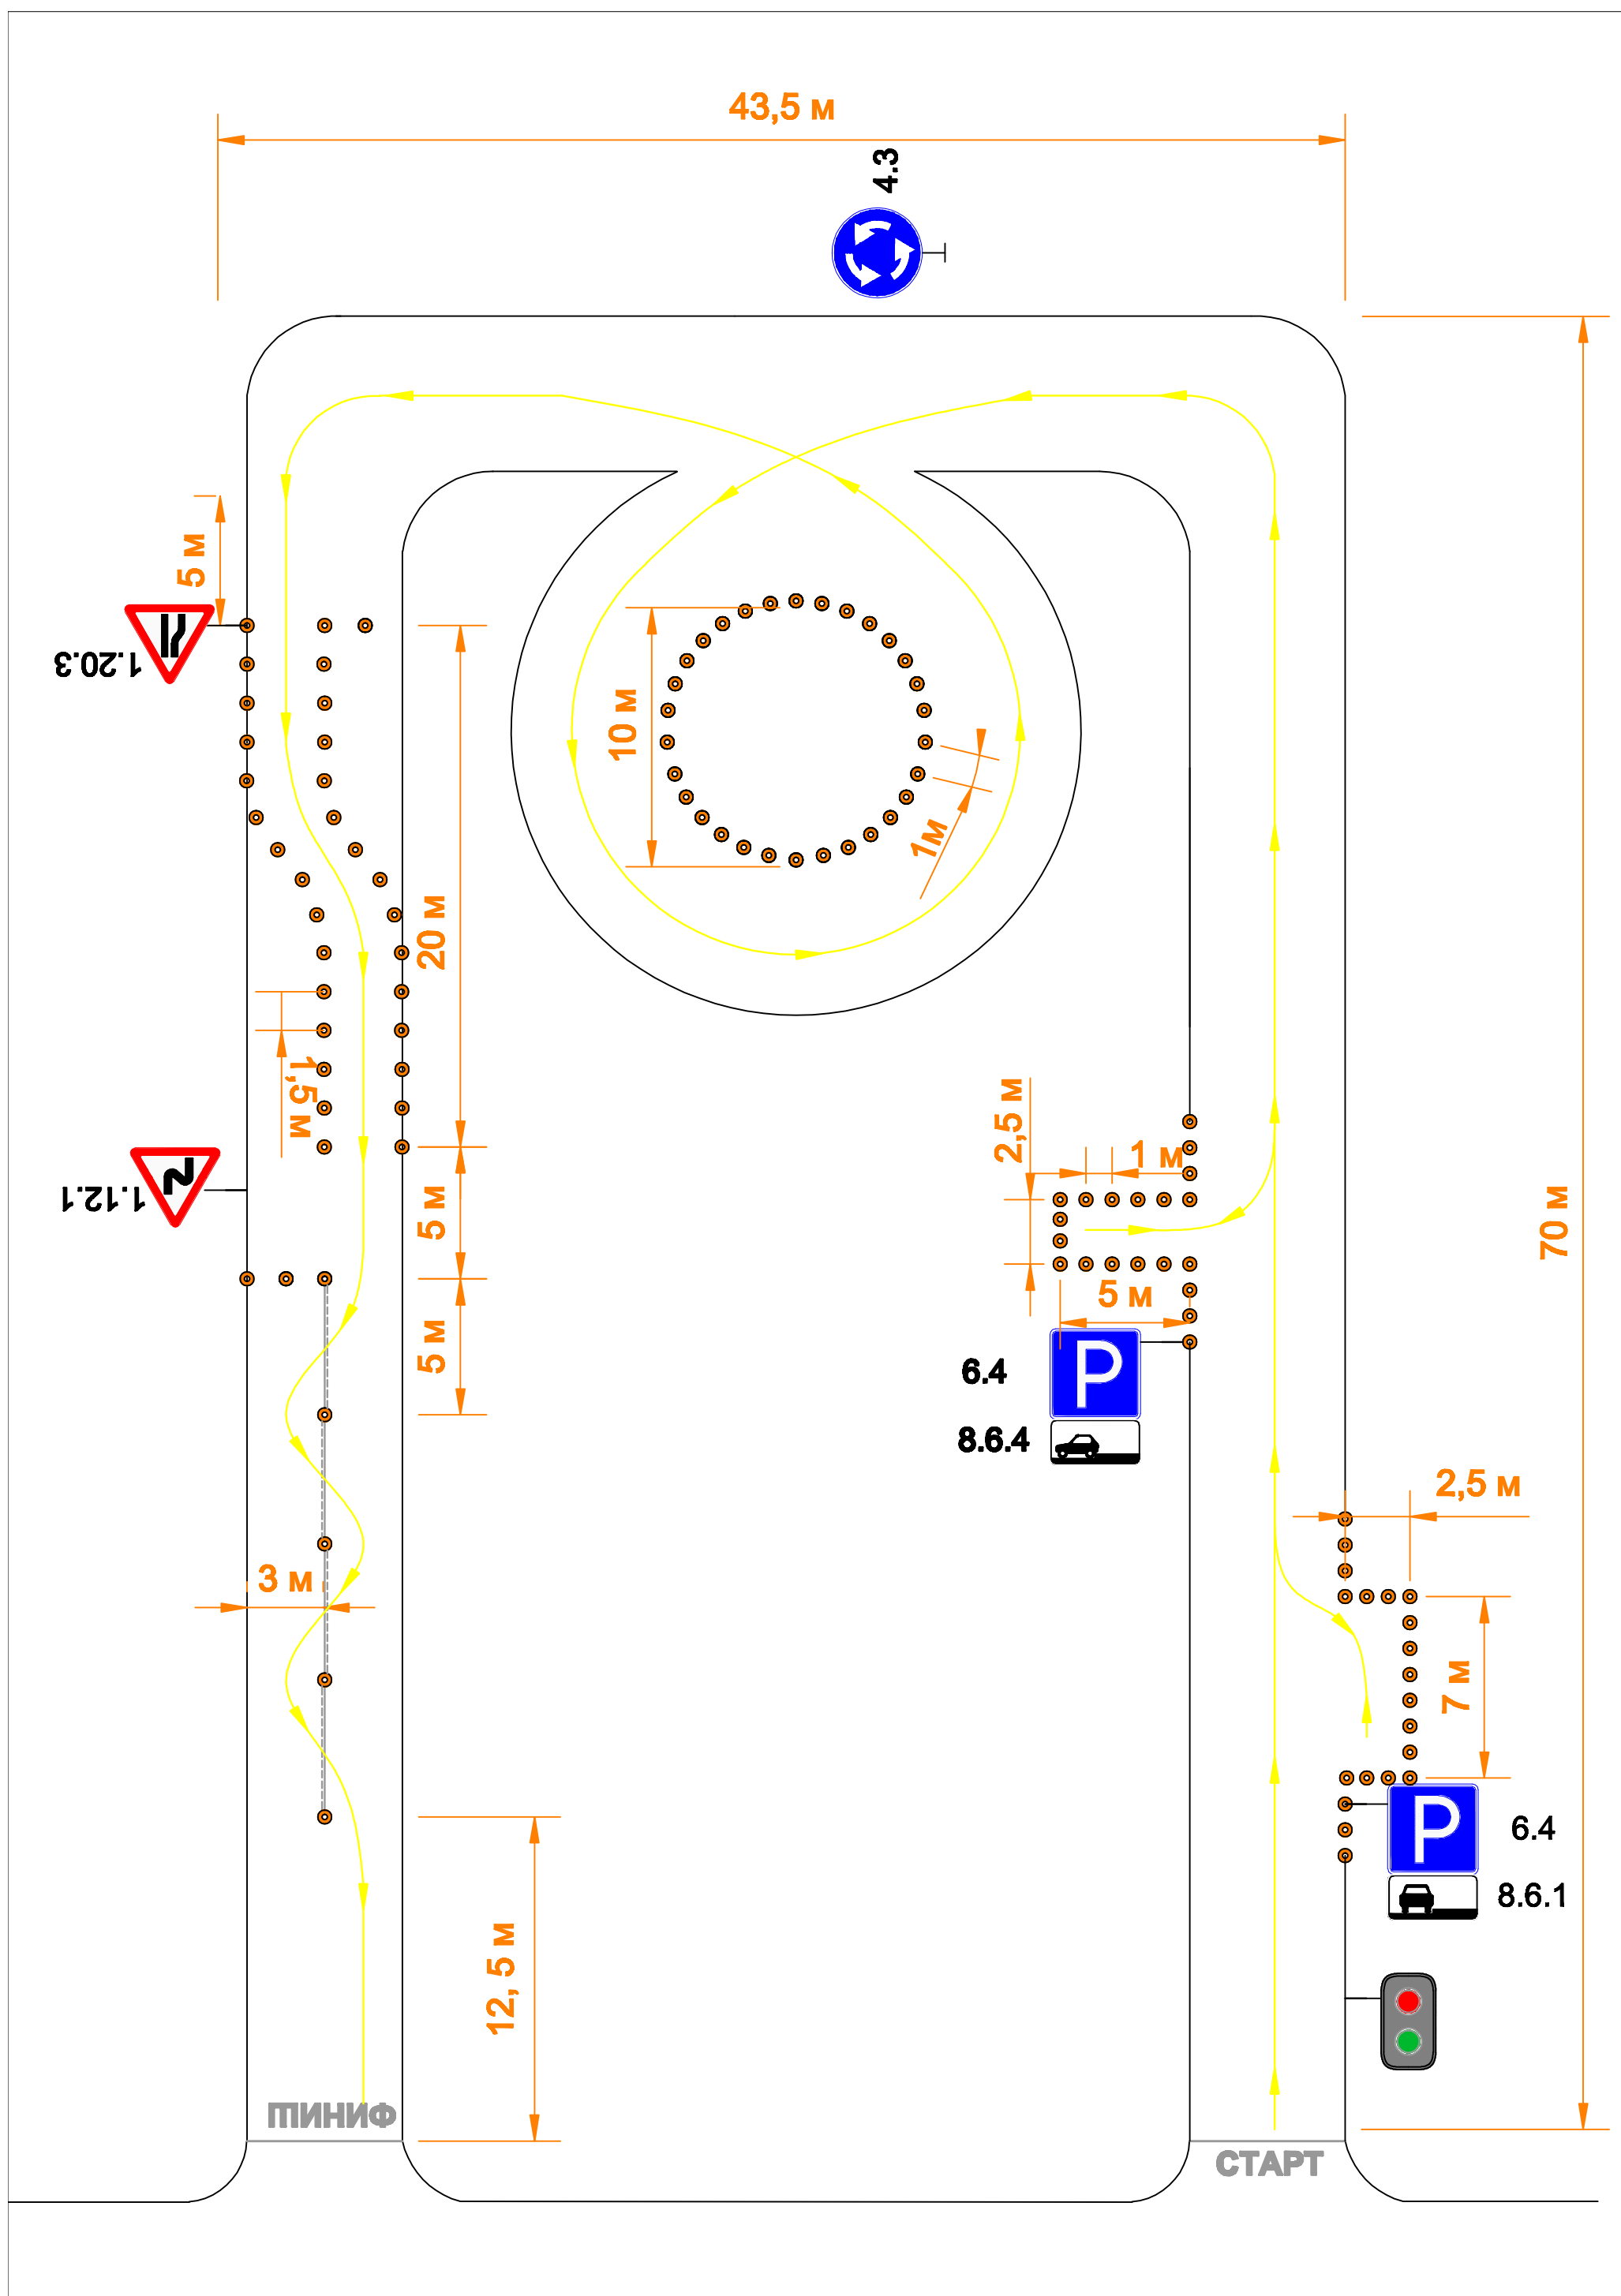 43,5 м
4.3
5 м
1.20.3
10 м
1м
20 м
1,5 м
2,5 м
1 м
1.12.1
5 м
70 м
5 м
5 м
P
6.4
8.6.4
2,5 м
3 м
7 м
P
6.4
8.6.1
12, 5 м
ФИНИШ
СТАРТ